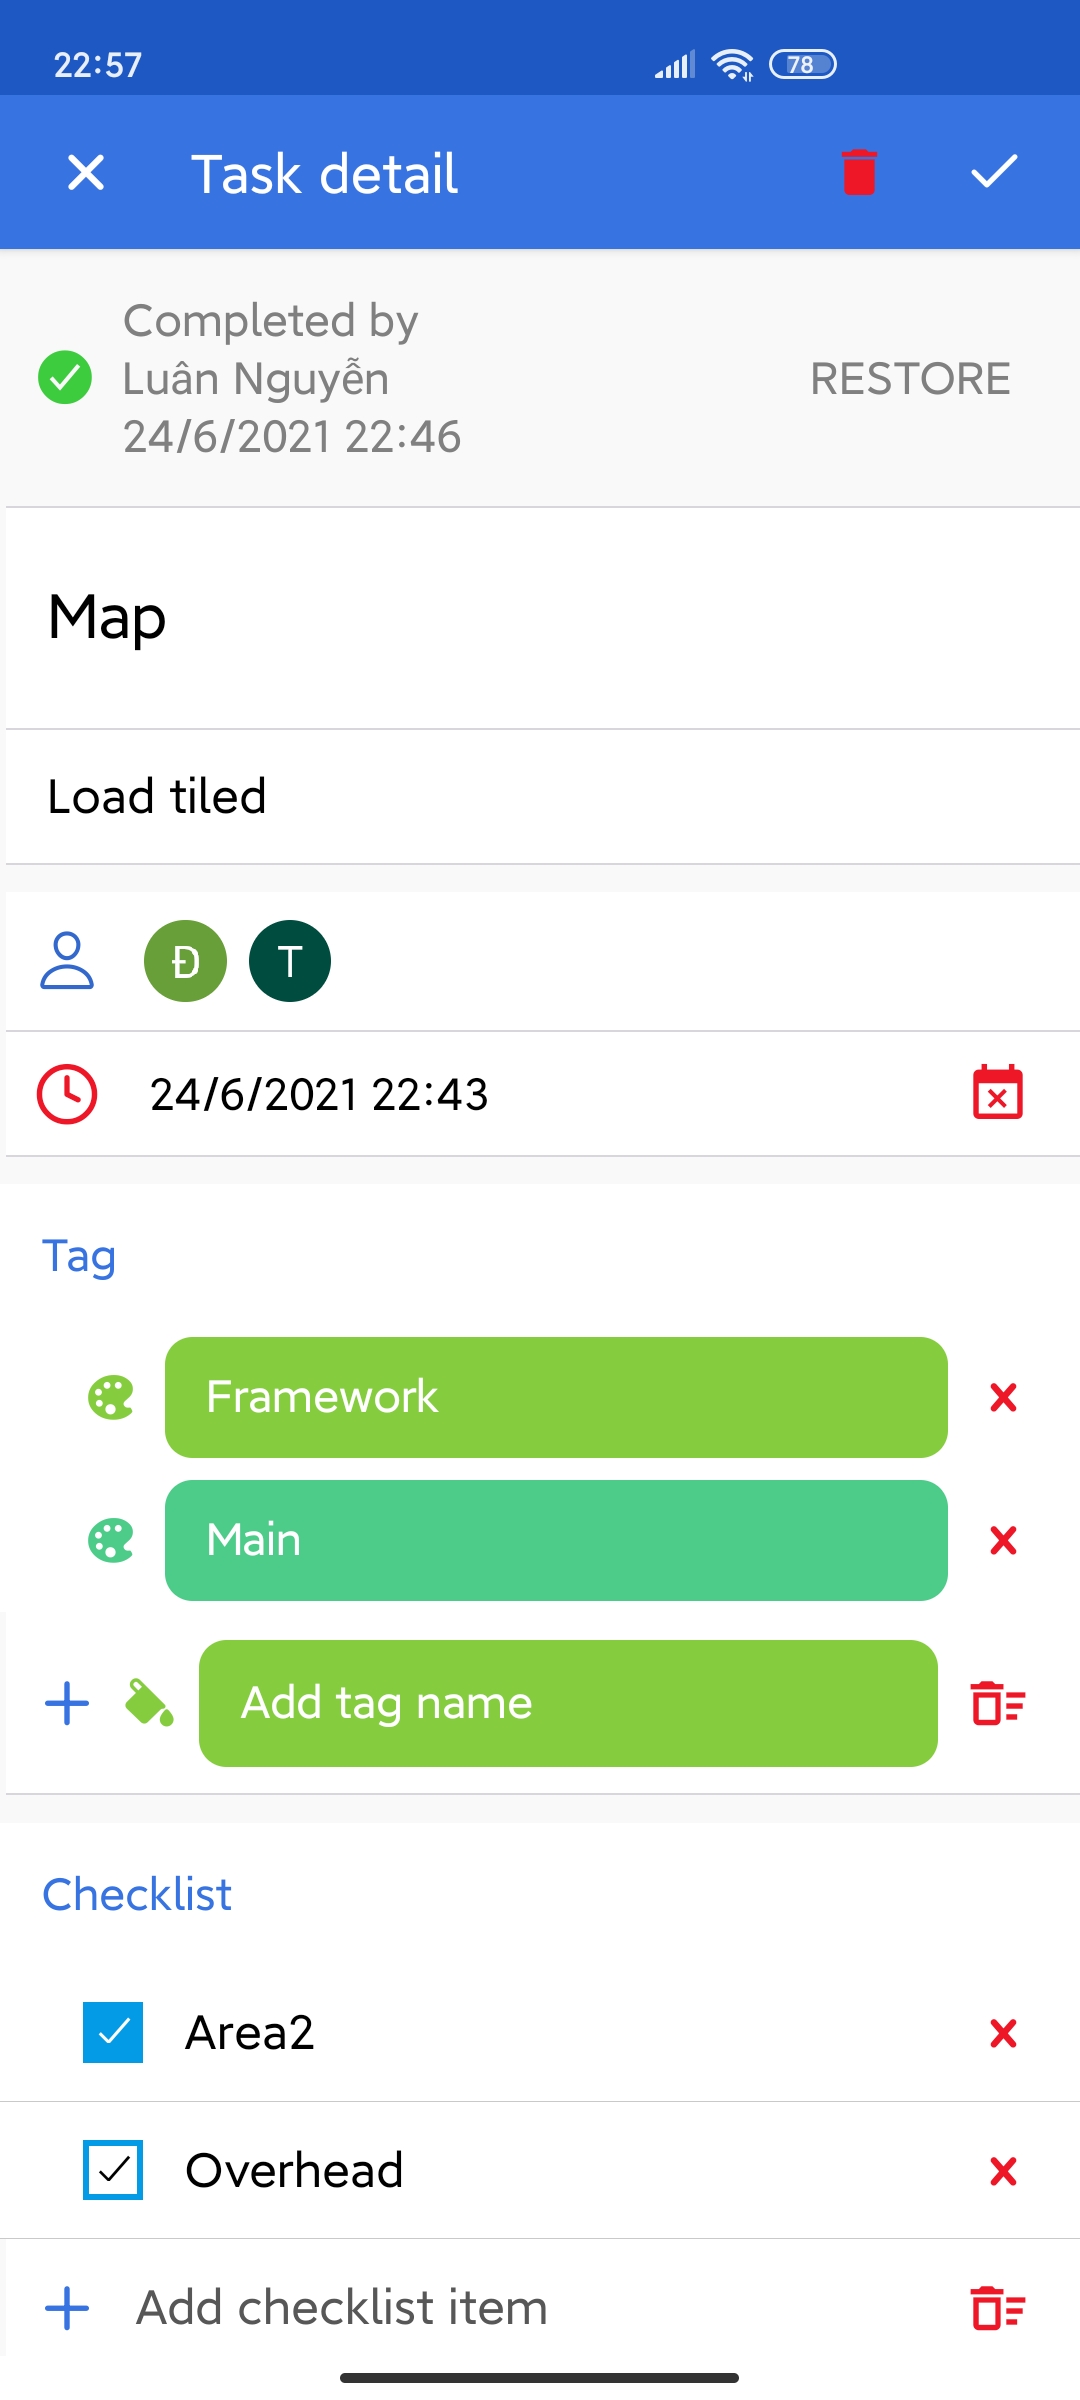 22:57
78
Task detail
Completed by
Luân Nguyễn
24/6/2021 22:46
RESTORE
Map
Load tiled
Đ T
24/6/2021 22:43
Tag
Framework
Main
Add tag name
Checklist
Area2
Overhead
Add checklist item